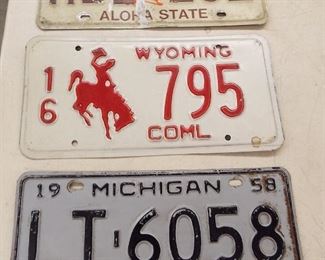 ALOHA STATE
WYOMING
16 795
COML
19 MICHIGAN 58
LT-6058